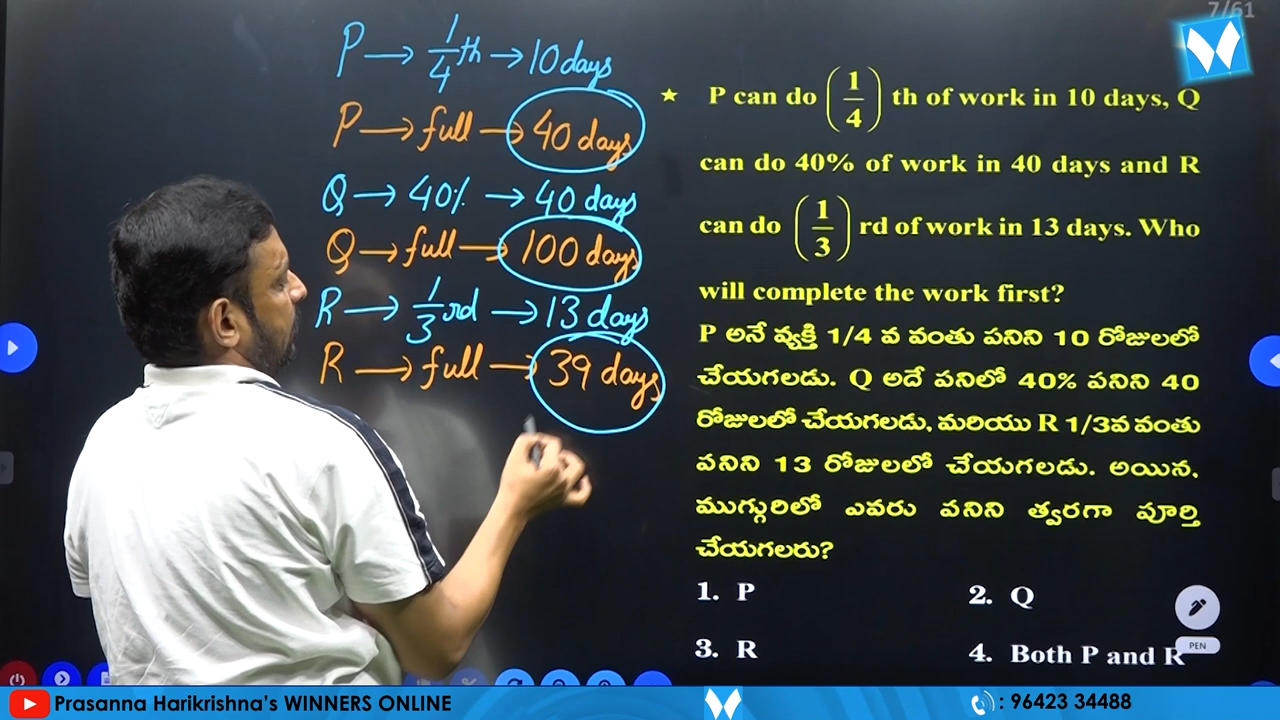 7/61
P → 1/4 th → 10 days
P → full → 40 days
Q → 40% → 40 days
Q → full → 100 days
R → 1/3 rd → 13 days
R → full → 39 days
★ P can do (1/4) th of work in 10 days, Q
can do 40% of work in 40 days and R
can do (1/3) rd of work in 13 days. Who
will complete the work first?
P అనే వ్యక్తి 1/4 వ వంతు పనిని 10 రోజులలో
చేయగలడు. Q అదే పనిలో 40% పనిని 40
రోజులలో చేయగలడు, మరియు R 1/3వ వంతు
పనిని 13 రోజులలో చేయగలడు. అయిన,
ముగ్గురిలో ఎవరు పనిని త్వరగా పూర్తి
చేయగలరు?
1. P
2. Q
3. R
4. Both P and R
PEN
Prasanna Harikrishna's WINNERS ONLINE
: 96423 34488